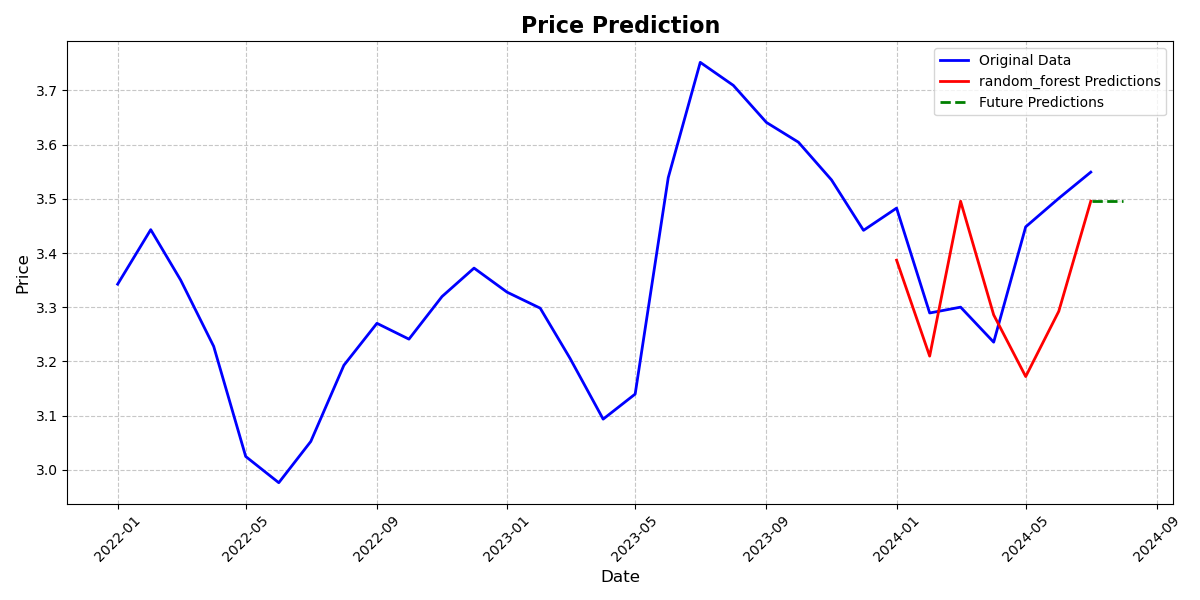 Price Prediction
Original Data
random_forest Predictions
Future Predictions
Price
3.7
3.6
3.5
3.4
3.3
3.2
3.1
3.0
2022-01
2022-05
2022-09
2023-01
2023-05
2023-09
2024-01
2024-05
2024-09
Date